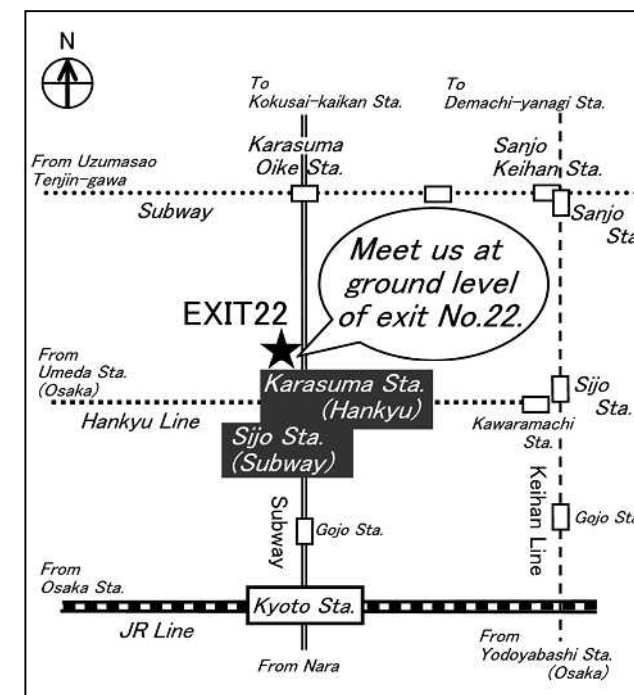 N
To
Kokusai-kaikan Sta.
To
Demachi-yanagi Sta.
Karasuma
Oike Sta.
Sanjo
Keihan Sta.
From Uzumasao
Tenjin-gawa
Subway
Sanjo
Sta
Meet us at
ground level
of exit No.22.
EXIT22
From
Umeda Sta.
(Osaka)
Karasuma Sta.
(Hankyu)
Sijo
Sta.
Hankyu Line
Kawaramachi
Sta.
Sijo Sta.
(Subway)
Subway
Gojo Sta.
Keihan Line
Gojo Sta
From
Osaka Sta.
Kyoto Sta.
JR Line
From Nara
From
Yodoyabashi Sta.
(Osaka)